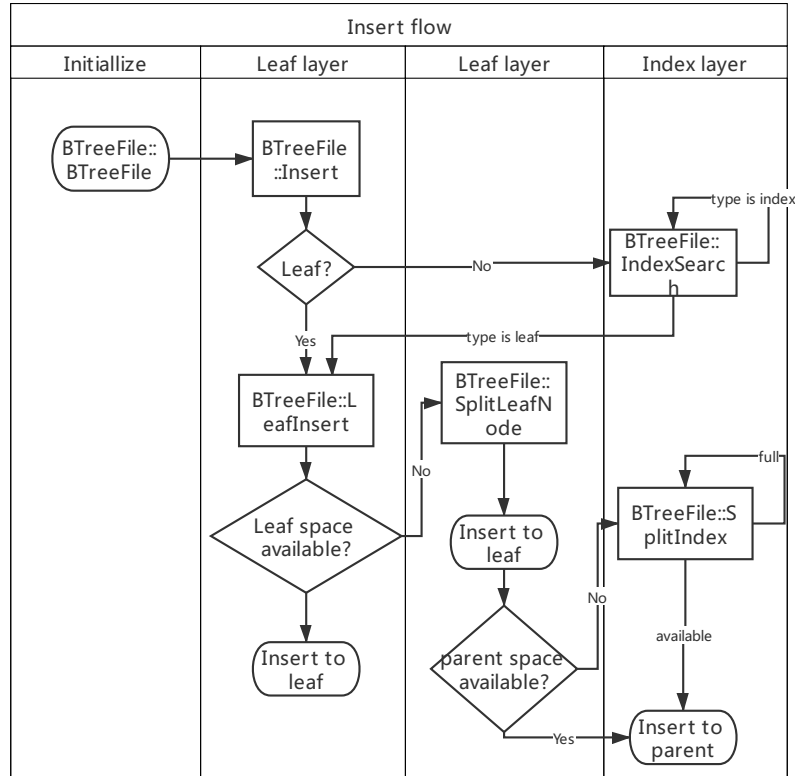 Insert flow
Initiallize
Leaf layer
Leaf layer
Index layer
BTreeFile::
BTreeFile
BTreeFile
::Insert
type is index
BTreeFile::
IndexSearc
h
Leaf?
No
Yes
type is leaf
BTreeFile::L
eafInsert
BTreeFile::
SplitLeafN
ode
No
full
Leaf space
available?
Insert to
leaf
BTreeFile::S
plitIndex
No
available
Insert to
leaf
parent space
available?
Yes
Insert to
parent